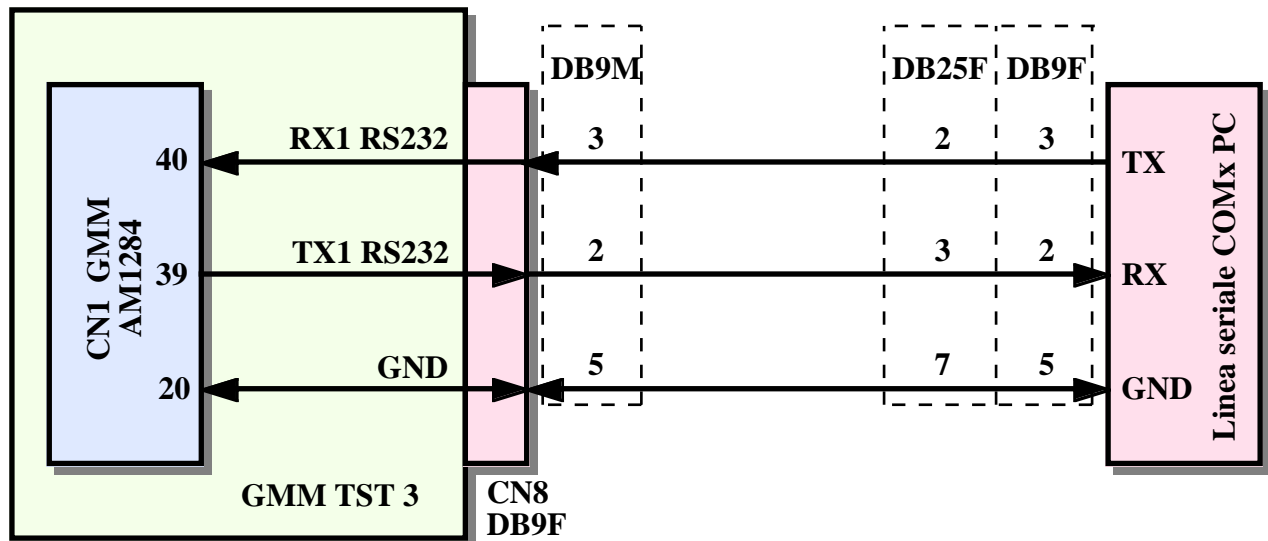 DB9M
DB25F DB9F
RX1 RS232 3 2 3
40 TX
TX1 RS232 2 3 2
39 RX
GND 5 7 5
20 GND
CN1 GMM
AM1284
Linea seriale COMx PC
GMM TST 3
CN8
DB9F